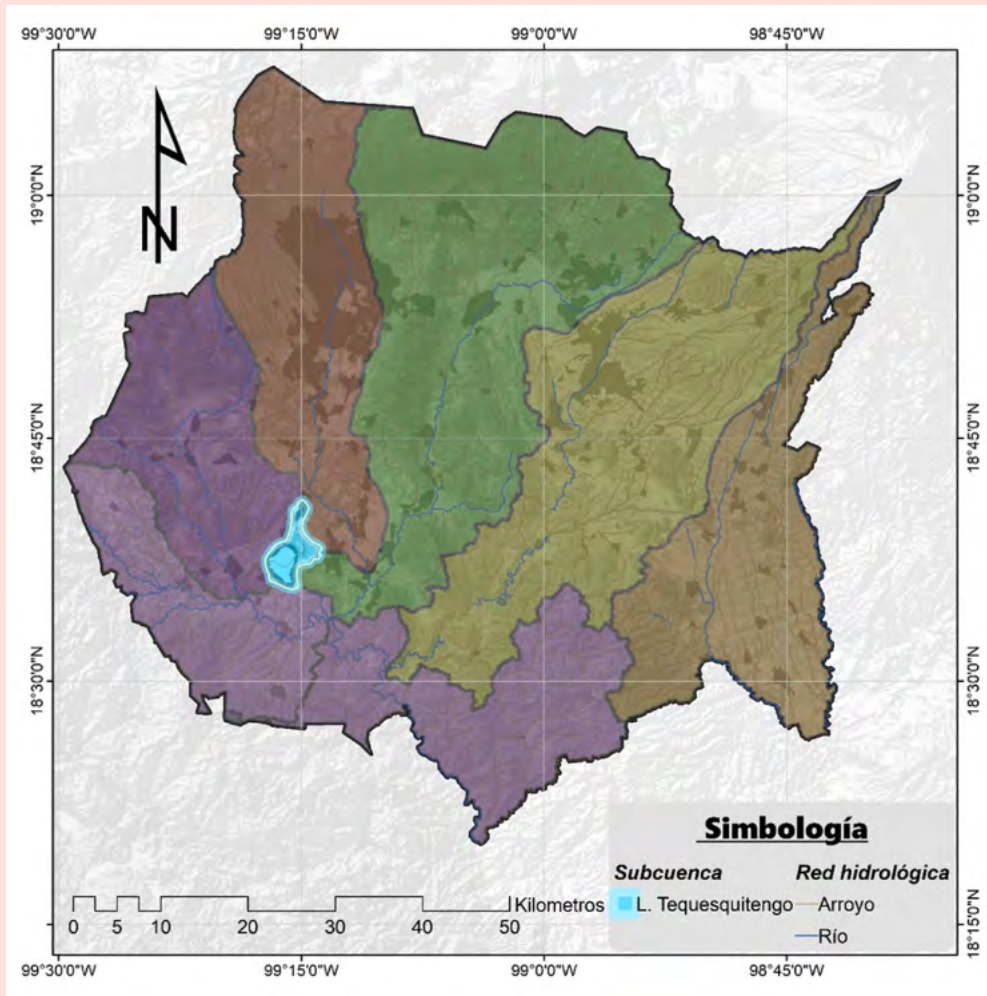 99°30'0"W 99°15'0"W 99°0'0"W 98°45'0"W
19°0'0"N 19°0'0"N
N
18°45'0"N 18°45'0"N
18°30'0"N 18°30'0"N
Simbología
Subcuenca Red hidrológica
L. Tequesquitengo Arroyo
Río
Kilometros
0 5 10 20 30 40 50
18°15'0"N 18°15'0"N
99°30'0"W 99°15'0"W 99°0'0"W 98°45'0"W